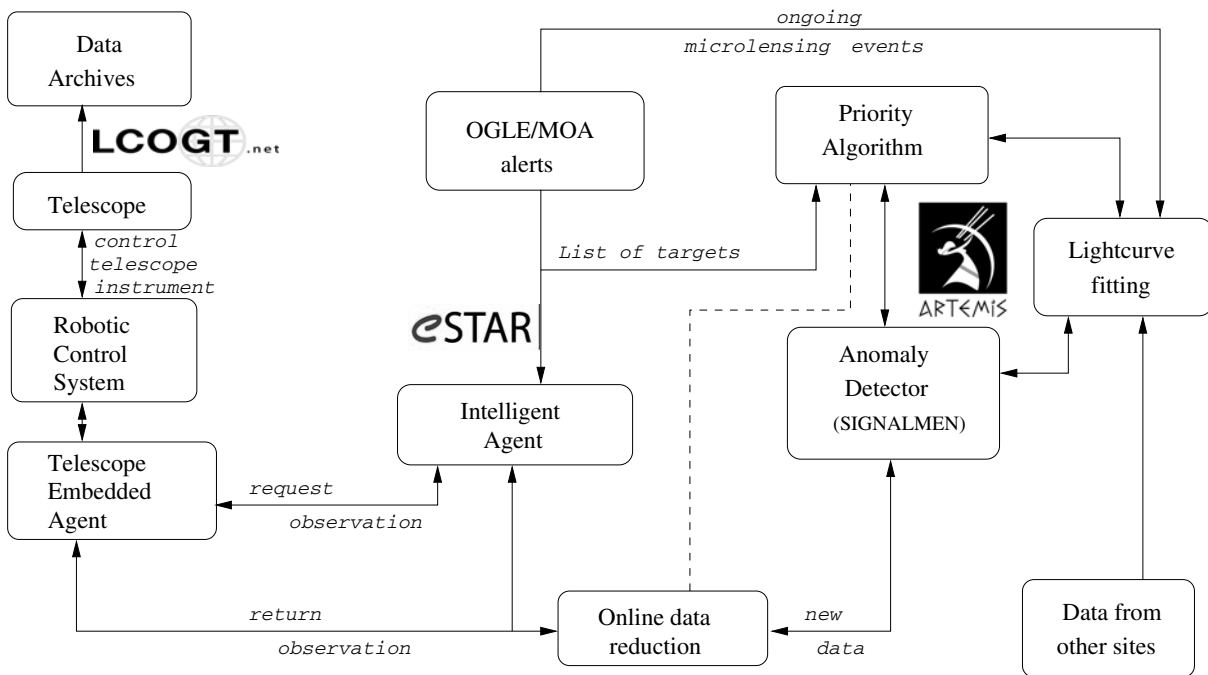 Data
Archives
LCOGT.net
Telescope
control
telescope
instrument
Robotic
Control
System
Telescope
Embedded
Agent
ongoing
microlensing events
OGLE/MOA
alerts
List of targets
eSTAR
Intelligent
Agent
request
observation
return
observation
Priority
Algorithm
ARTEMiS
Lightcurve
fitting
Anomaly
Detector
(SIGNALMEN)
Online data
reduction
new
data
Data from
other sites